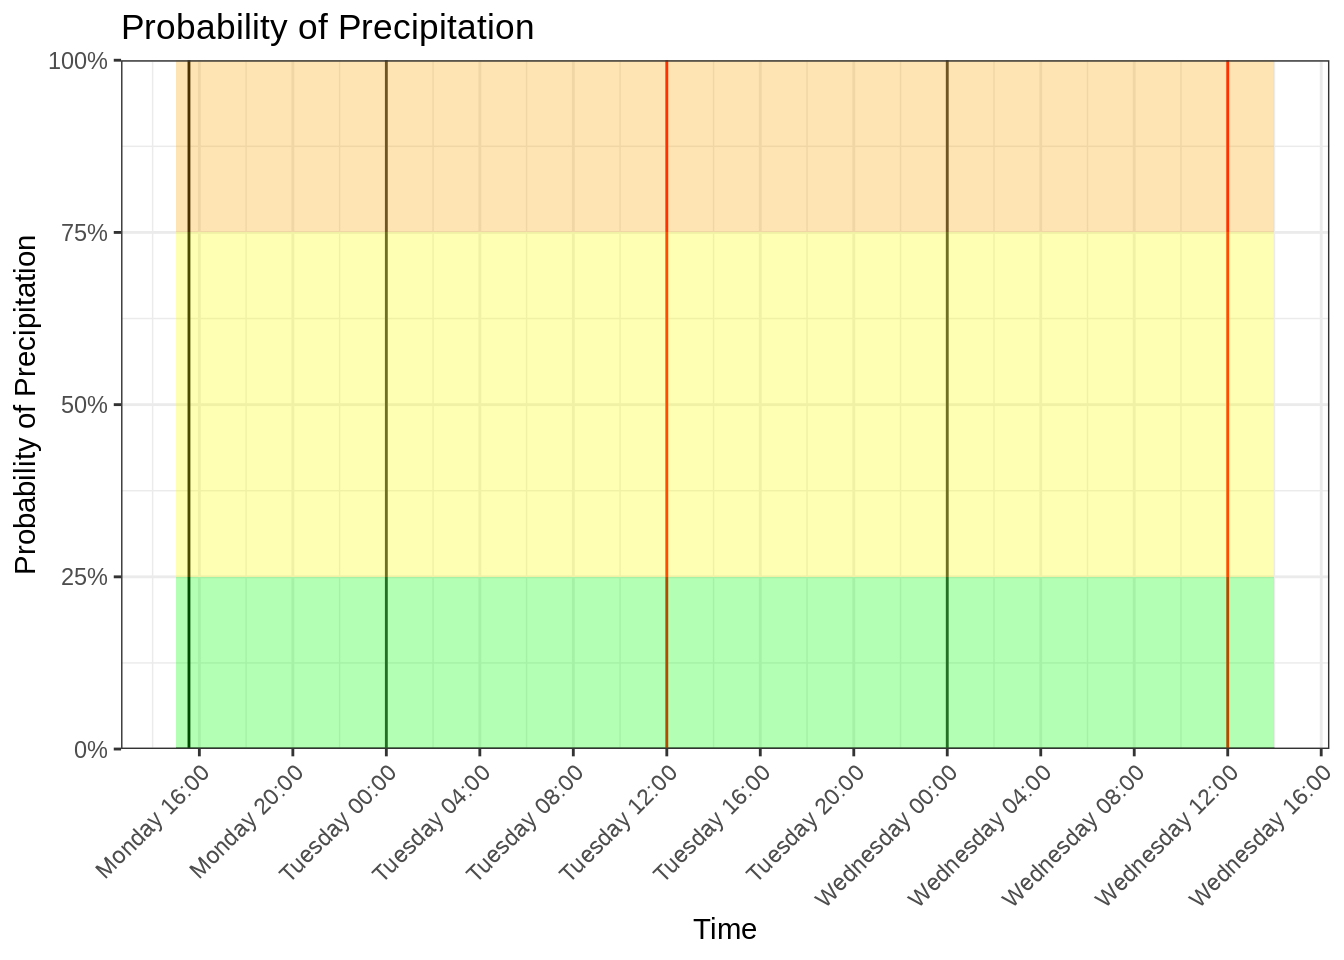 Probability of Precipitation
Probability of Precipitation
100%
75%
50%
25%
0%
Monday 16:00
Monday 20:00
Tuesday 00:00
Tuesday 04:00
Tuesday 08:00
Tuesday 12:00
Tuesday 16:00
Tuesday 20:00
Wednesday 00:00
Wednesday 04:00
Wednesday 08:00
Wednesday 12:00
Wednesday 16:00
Time